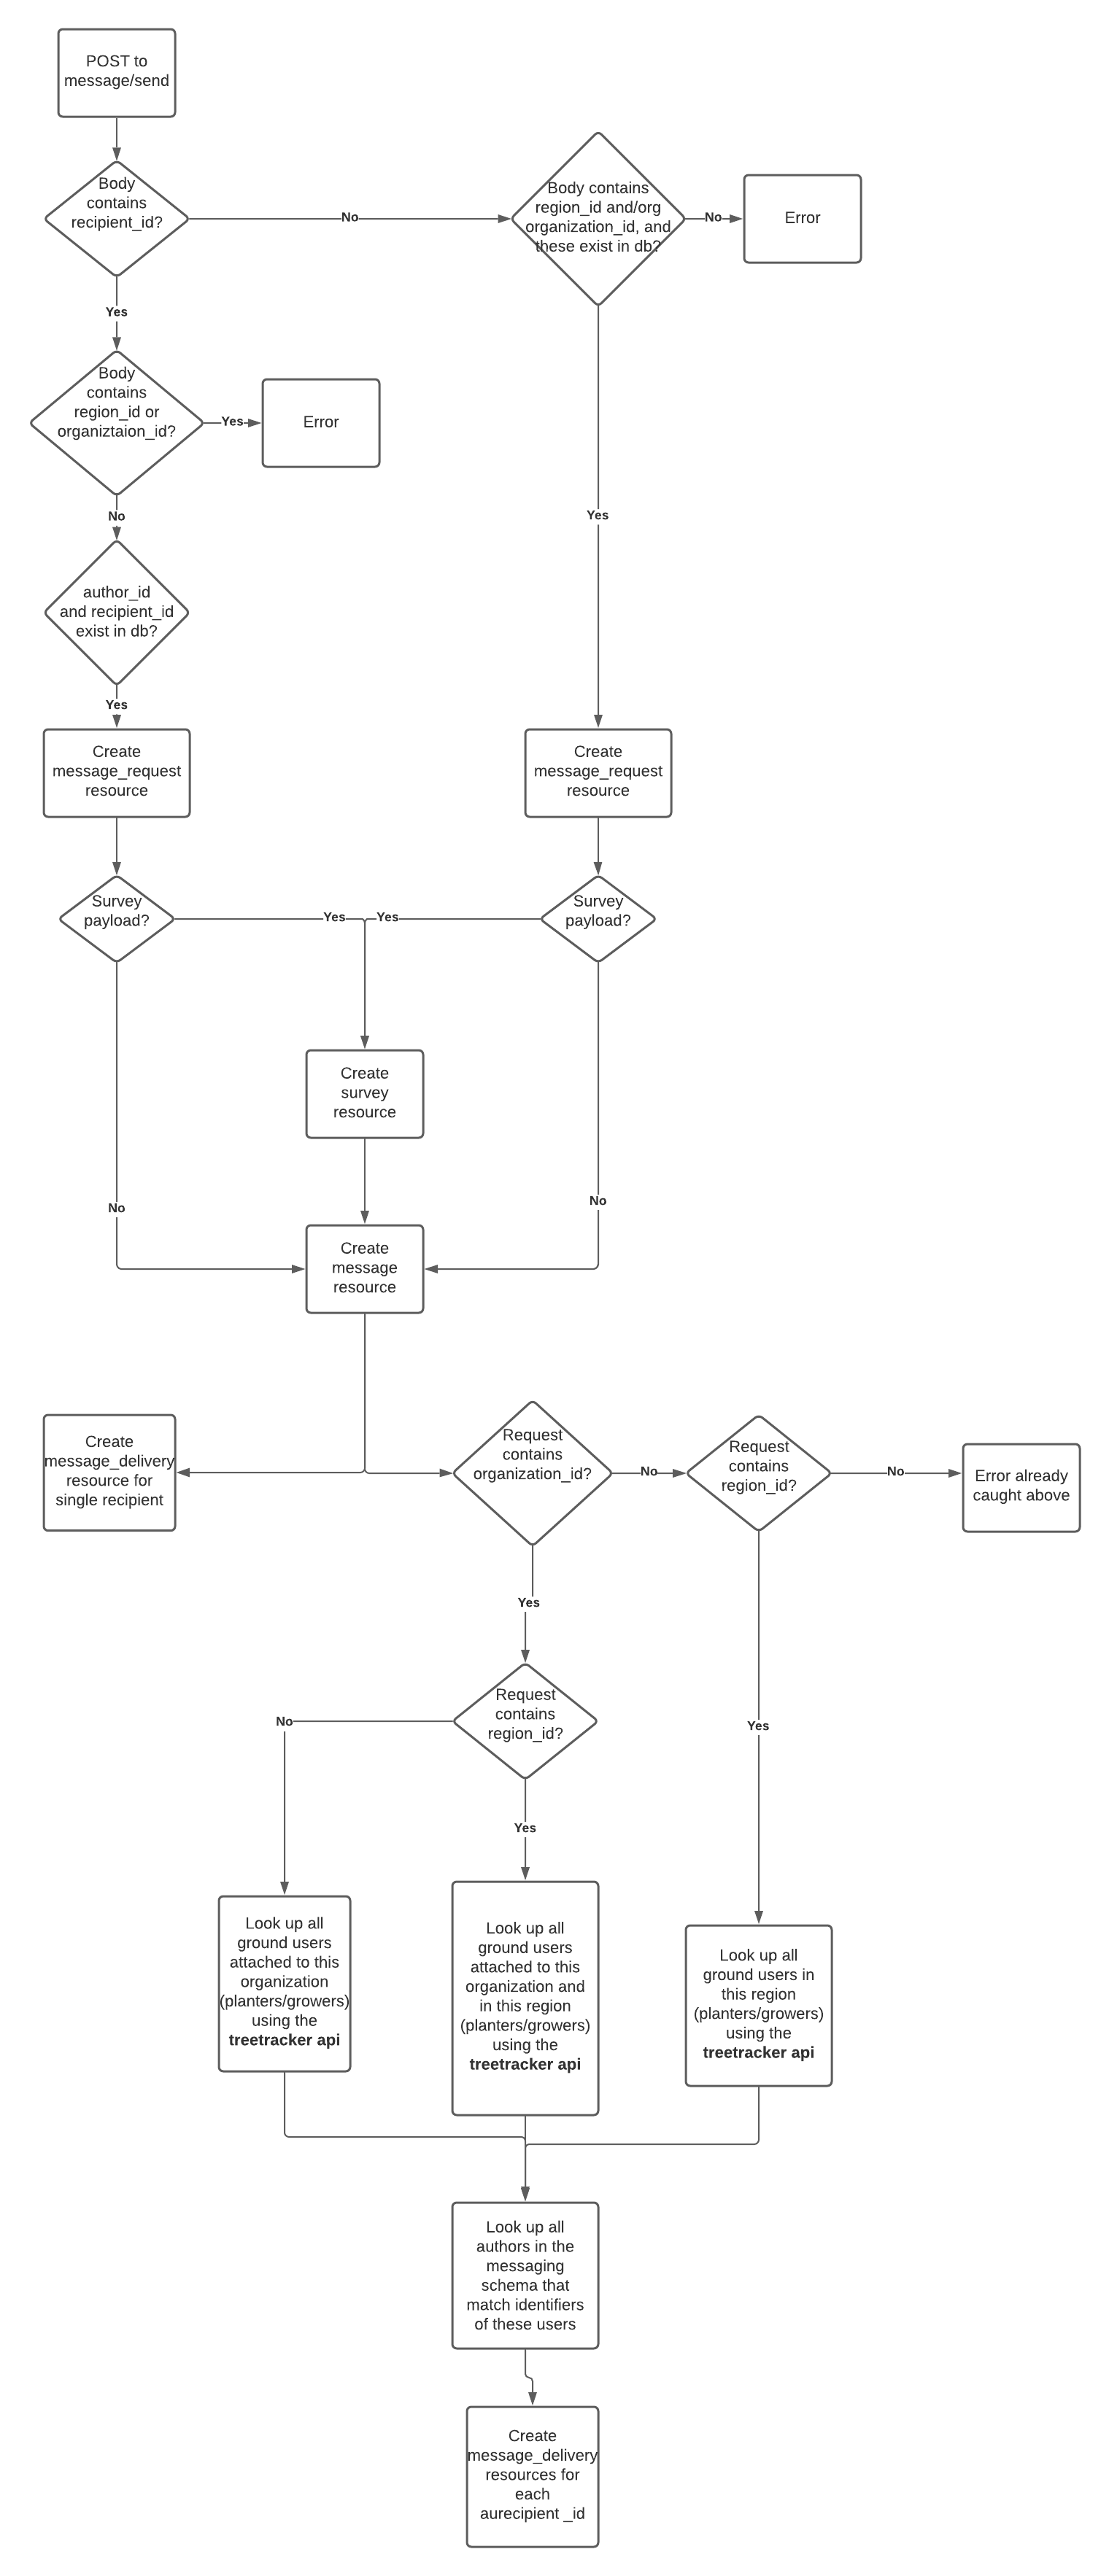 POST to
message/send
Body
contains
recipient_id?
No
Body contains
region_id and/org
organization_id, and
these exist in db?
No
Error
Yes
Body
contains
region_id or
organiztaion_id?
Yes
Error
No
author_id
and recipient_id
exist in db?
Yes
Yes
Create
message_request
resource
Create
message_request
resource
Survey
payload?
Yes
Yes
Survey
payload?
Create
survey
resource
No
No
Create
message
resource
Create
message_delivery
resource for
single recipient
Request
contains
organization_id?
No
Request
contains
region_id?
No
Error already
caught above
Yes
Request
contains
region_id?
No
Yes
Yes
Look up all
ground users
attached to this
organization
(planters/growers)
using the
treetracker api
Look up all
ground users
attached to this
organization and
in this region
(planters/growers)
using the
treetracker api
Look up all
ground users in
this region
(planters/growers)
using the
treetracker api
Look up all
authors in the
messaging
schema that
match identifiers
of these users
Create
message_delivery
resources for
each
aurecipient _id